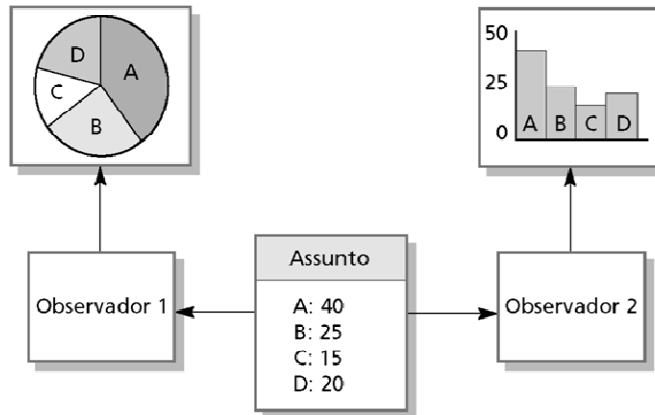 D
A
C
B
50
25
0
A B C D
Observador 1
Assunto
A: 40
B: 25
C: 15
D: 20
Observador 2